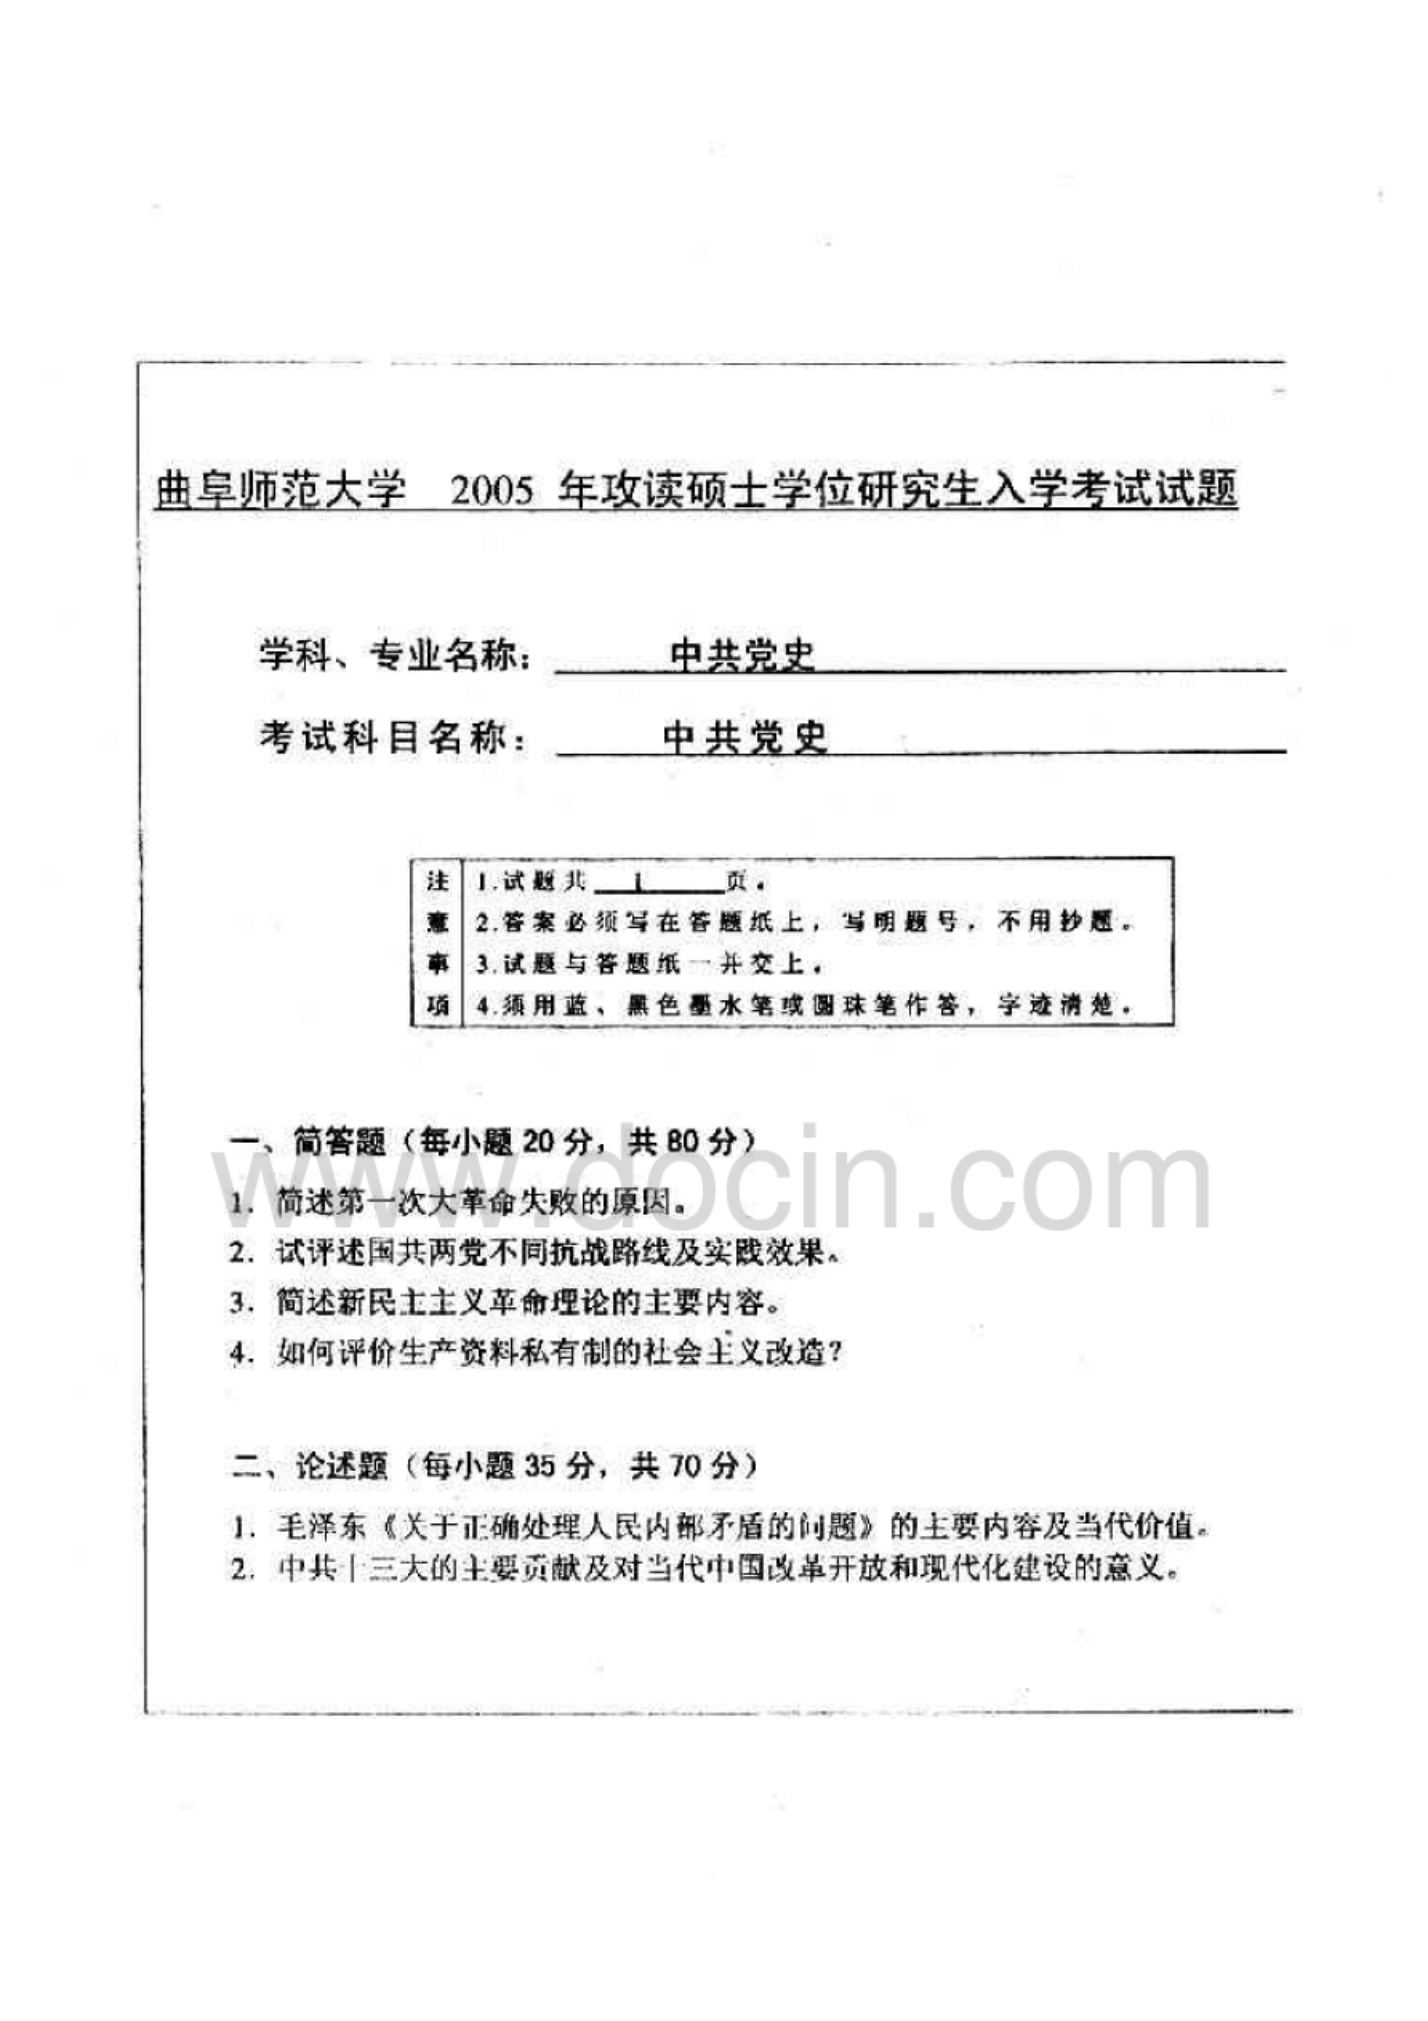 曲阜师范大学 2005 年攻读硕士学位研究生入学考试试题
学科、专业名称: 中共党史
考试科目名称: 中共党史
注意事项
1.试题共 1 页。
2.答案必须写在答题纸上，写明题号，不用抄题。
3.试题与答题纸一并交上。
4.须用蓝、黑色墨水笔或圆珠笔作答，字迹清楚。
一、简答题（每小题 20 分，共 80 分）
www.docin.com
1. 简述第一次大革命失败的原因。
2. 试评述国共两党不同抗战路线及实践效果。
3. 简述新民主主义革命理论的主要内容。
4. 如何评价生产资料私有制的社会主义改造?
二、论述题（每小题 35 分，共 70 分）
1. 毛泽东《关于正确处理人民内部矛盾的问题》的主要内容及当代价值。
2. 中共十三大的主要贡献及对当代中国改革开放和现代化建设的意义。